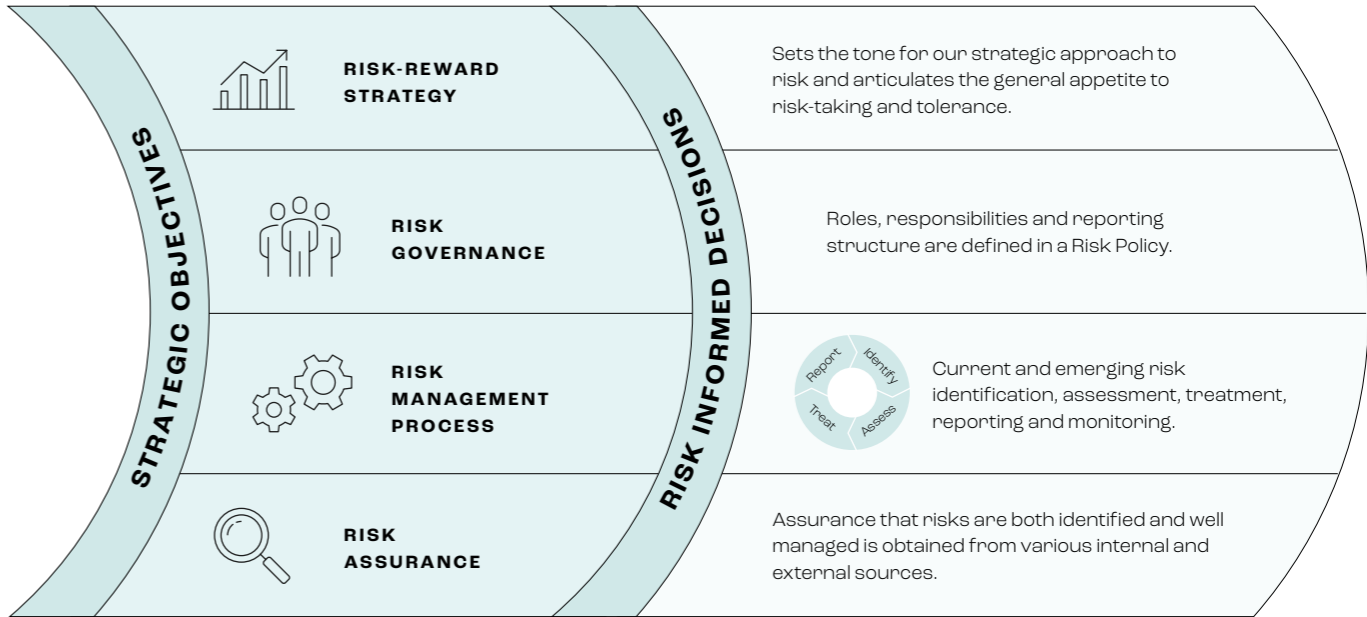 STRATEGIC OBJECTIVES
RISK-REWARD
STRATEGY
RISK
GOVERNANCE
RISK
MANAGEMENT
PROCESS
RISK
ASSURANCE
RISK INFORMED DECISIONS
Sets the tone for our strategic approach to
risk and articulates the general appetite to
risk-taking and tolerance.
Roles, responsibilities and reporting
structure are defined in a Risk Policy.
Report
Identify
Treat
Assess
Current and emerging risk
identification, assessment, treatment,
reporting and monitoring.
Assurance that risks are both identified and well
managed is obtained from various internal and
external sources.